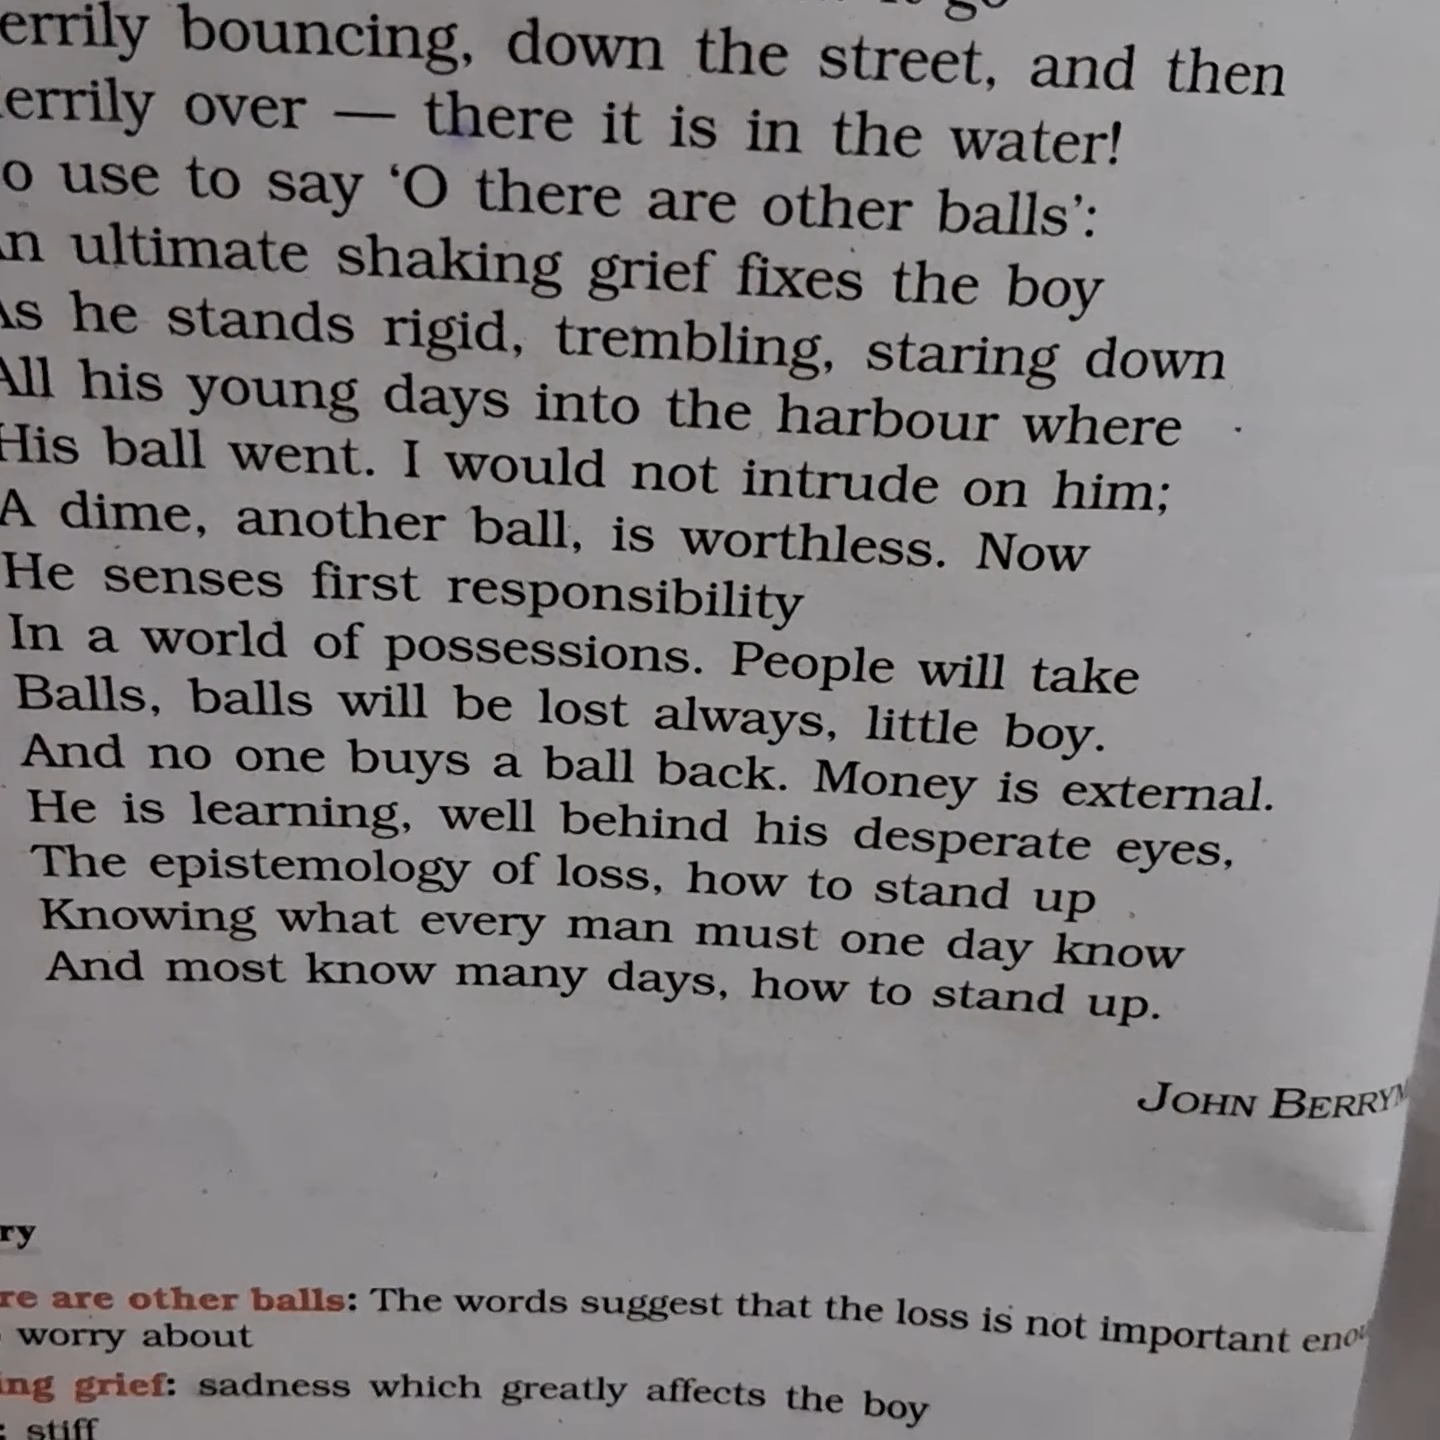 go
errily bouncing, down the street, and then
errily over — there it is in the water!
o use to say ‘O there are other balls’:
n ultimate shaking grief fixes the boy
As he stands rigid, trembling, staring down
All his young days into the harbour where
His ball went. I would not intrude on him;
A dime, another ball, is worthless. Now
He senses first responsibility
In a world of possessions. People will take
Balls, balls will be lost always, little boy.
And no one buys a ball back. Money is external.
He is learning, well behind his desperate eyes,
The epistemology of loss, how to stand up
Knowing what every man must one day know
And most know many days, how to stand up.
JOHN BERRYM
ry
re are other balls: The words suggest that the loss is not important enou
worry about
ing grief: sadness which greatly affects the boy
: stiff